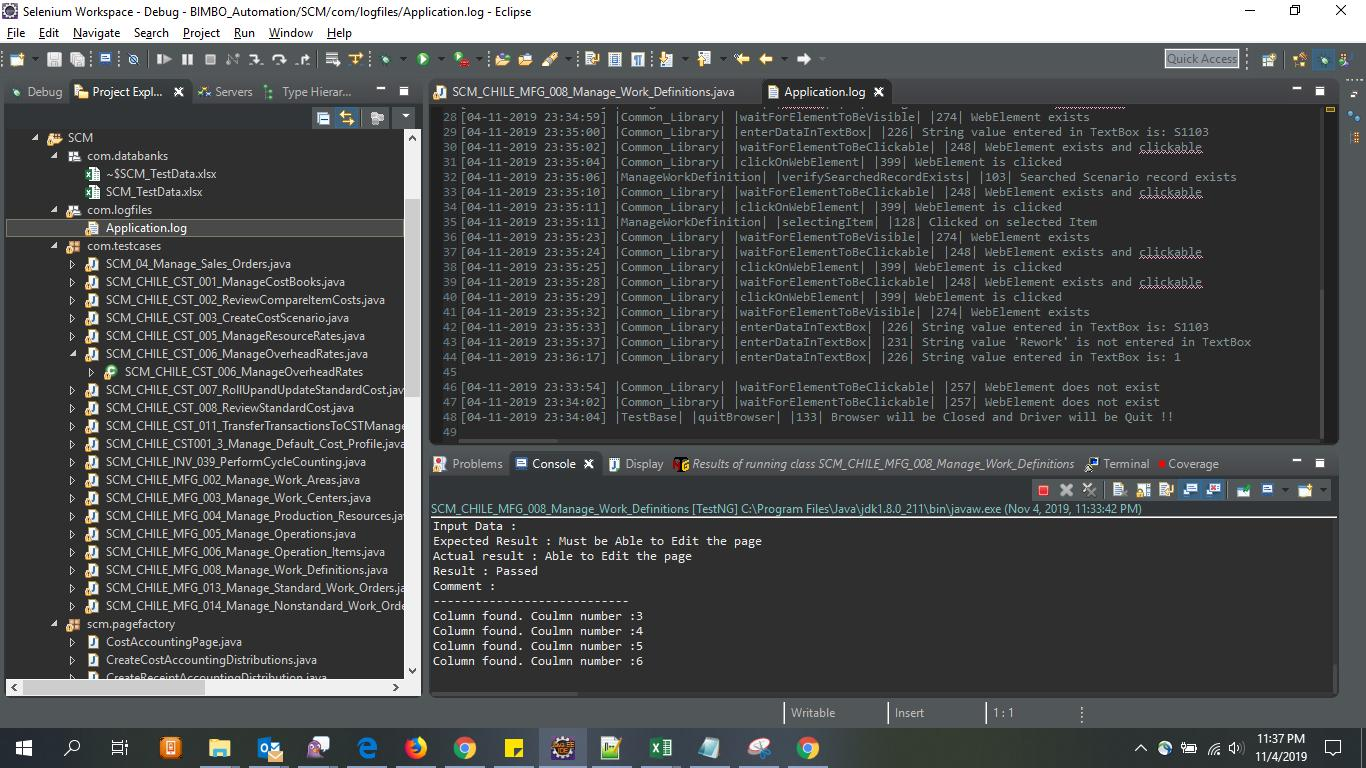 Selenium Workspace - Debug - BIMBO_Automation/SCM/com/logfiles/Application.log - Eclipse
File Edit Navigate Search Project Run Window Help
Quick Access
Debug Project Expl... Servers Type Hierar...
SCM
com.databanks
~$SCM_TestData.xlsx
SCM_TestData.xlsx
com.logfiles
Application.log
com.testcases
SCM_04_Manage_Sales_Orders.java
SCM_CHILE_CST_001_ManageCostBooks.java
SCM_CHILE_CST_002_ReviewCompareItemCosts.java
SCM_CHILE_CST_003_CreateCostScenario.java
SCM_CHILE_CST_005_ManageResourceRates.java
SCM_CHILE_CST_006_ManageOverheadRates.java
SCM_CHILE_CST_006_ManageOverheadRates
SCM_CHILE_CST_007_RollUpandUpdateStandardCost.jav
SCM_CHILE_CST_008_ReviewStandardCost.java
SCM_CHILE_CST_011_TransferTransactionsToCSTManage
SCM_CHILE_CST001_3_Manage_Default_Cost_Profile.java
SCM_CHILE_INV_039_PerformCycleCounting.java
SCM_CHILE_MFG_002_Manage_Work_Areas.java
SCM_CHILE_MFG_003_Manage_Work_Centers.java
SCM_CHILE_MFG_004_Manage_Production_Resources.jav
SCM_CHILE_MFG_005_Manage_Operations.java
SCM_CHILE_MFG_006_Manage_Operation_Items.java
SCM_CHILE_MFG_008_Manage_Work_Definitions.java
SCM_CHILE_MFG_013_Manage_Standard_Work_Orders.ja
SCM_CHILE_MFG_014_Manage_Nonstandard_Work_Orde
scm.pagefactory
CostAccountingPage.java
CreateCostAccountingDistributions.java
CreateReceiptAccountingDistribution.java
SCM_CHILE_MFG_008_Manage_Work_Definitions.java Application.log
28 [04-11-2019 23:34:59] |Common_Library| |waitForElementToBeVisible| |274| WebElement exists
29 [04-11-2019 23:35:00] |Common_Library| |enterDataInTextBox| |226| String value entered in TextBox is: S1103
30 [04-11-2019 23:35:02] |Common_Library| |waitForElementToBeClickable| |248| WebElement exists and clickable
31 [04-11-2019 23:35:04] |Common_Library| |clickOnWebElement| |399| WebElement is clicked
32 [04-11-2019 23:35:06] |ManageWorkDefinition| |verifySearchedRecordExists| |103| Searched Scenario record exists
33 [04-11-2019 23:35:10] |Common_Library| |waitForElementToBeClickable| |248| WebElement exists and clickable
34 [04-11-2019 23:35:11] |Common_Library| |clickOnWebElement| |399| WebElement is clicked
35 [04-11-2019 23:35:11] |ManageWorkDefinition| |selectingItem| |128| Clicked on selected Item
36 [04-11-2019 23:35:23] |Common_Library| |waitForElementToBeVisible| |274| WebElement exists
37 [04-11-2019 23:35:24] |Common_Library| |waitForElementToBeClickable| |248| WebElement exists and clickable
38 [04-11-2019 23:35:25] |Common_Library| |clickOnWebElement| |399| WebElement is clicked
39 [04-11-2019 23:35:28] |Common_Library| |waitForElementToBeClickable| |248| WebElement exists and clickable
40 [04-11-2019 23:35:29] |Common_Library| |clickOnWebElement| |399| WebElement is clicked
41 [04-11-2019 23:35:32] |Common_Library| |waitForElementToBeVisible| |274| WebElement exists
42 [04-11-2019 23:35:33] |Common_Library| |enterDataInTextBox| |226| String value entered in TextBox is: S1103
43 [04-11-2019 23:35:37] |Common_Library| |enterDataInTextBox| |231| String value 'Rework' is not entered in TextBox
44 [04-11-2019 23:36:17] |Common_Library| |enterDataInTextBox| |226| String value entered in TextBox is: 1
45
46 [04-11-2019 23:33:54] |Common_Library| |waitForElementToBeClickable| |257| WebElement does not exist
47 [04-11-2019 23:34:02] |Common_Library| |waitForElementToBeClickable| |257| WebElement does not exist
48 [04-11-2019 23:34:04] |TestBase| |quitBrowser| |133| Browser will be Closed and Driver will be Quit !!
49
Problems Console Display Results of running class SCM_CHILE_MFG_008_Manage_Work_Definitions Terminal Coverage
SCM_CHILE_MFG_008_Manage_Work_Definitions [TestNG] C:\Program Files\Java\jdk1.8.0_211\bin\javaw.exe (Nov 4, 2019, 11:33:42 PM)
Input Data :
Expected Result : Must be Able to Edit the page
Actual result : Able to Edit the page
Result : Passed
Comment :
-----------------------------
Column found. Coulmn number :3
Column found. Coulmn number :4
Column found. Coulmn number :5
Column found. Coulmn number :6
Writable Insert 1 : 1
11:37 PM
11/4/2019